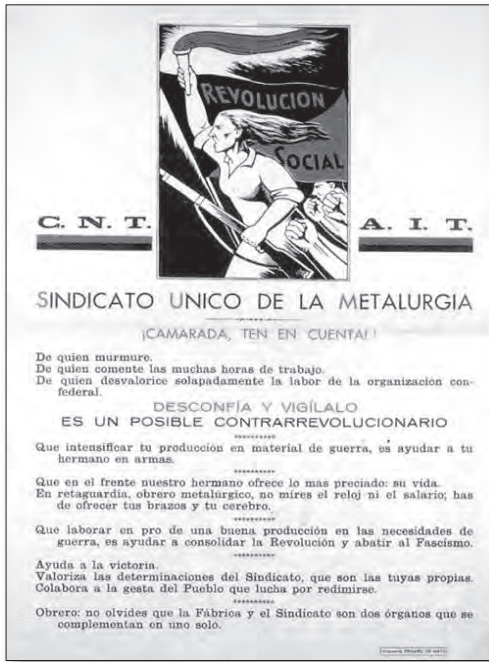 REVOLUCION
SOCIAL
C. N. T.
A. I. T.
SINDICATO UNICO DE LA METALURGIA
¡CAMARADA, TEN EN CUENTA!!
De quien murmure.
De quien comente las muchas horas de trabajo.
De quien desvalorice solapadamente la labor de la organización con-
federal.
DESCONFÍA Y VIGÍLALO
ES UN POSIBLE CONTRARREVOLUCIONARIO
Que intensificar tu producción en material de guerra, es ayudar a tu
hermano en armas.
Que en el frente nuestro hermano ofrece lo mas preciado: su vida.
En retaguardia, obrero metalúrgico, no mires el reloj ni el salario; has
de ofrecer tus brazos y tu cerebro.
Que laborar en pro de una buena producción en las necesidades de
guerra, es ayudar a consolidar la Revolución y abatir al Fascismo.
Ayuda a la victoria.
Valoriza las determinaciones del Sindicato, que son las tuyas propias.
Colabora a la gesta del Pueblo que lucha por redimirse.
Obrero: no olvides que la Fábrica y el Sindicato son dos órganos que se
complementan en uno solo.